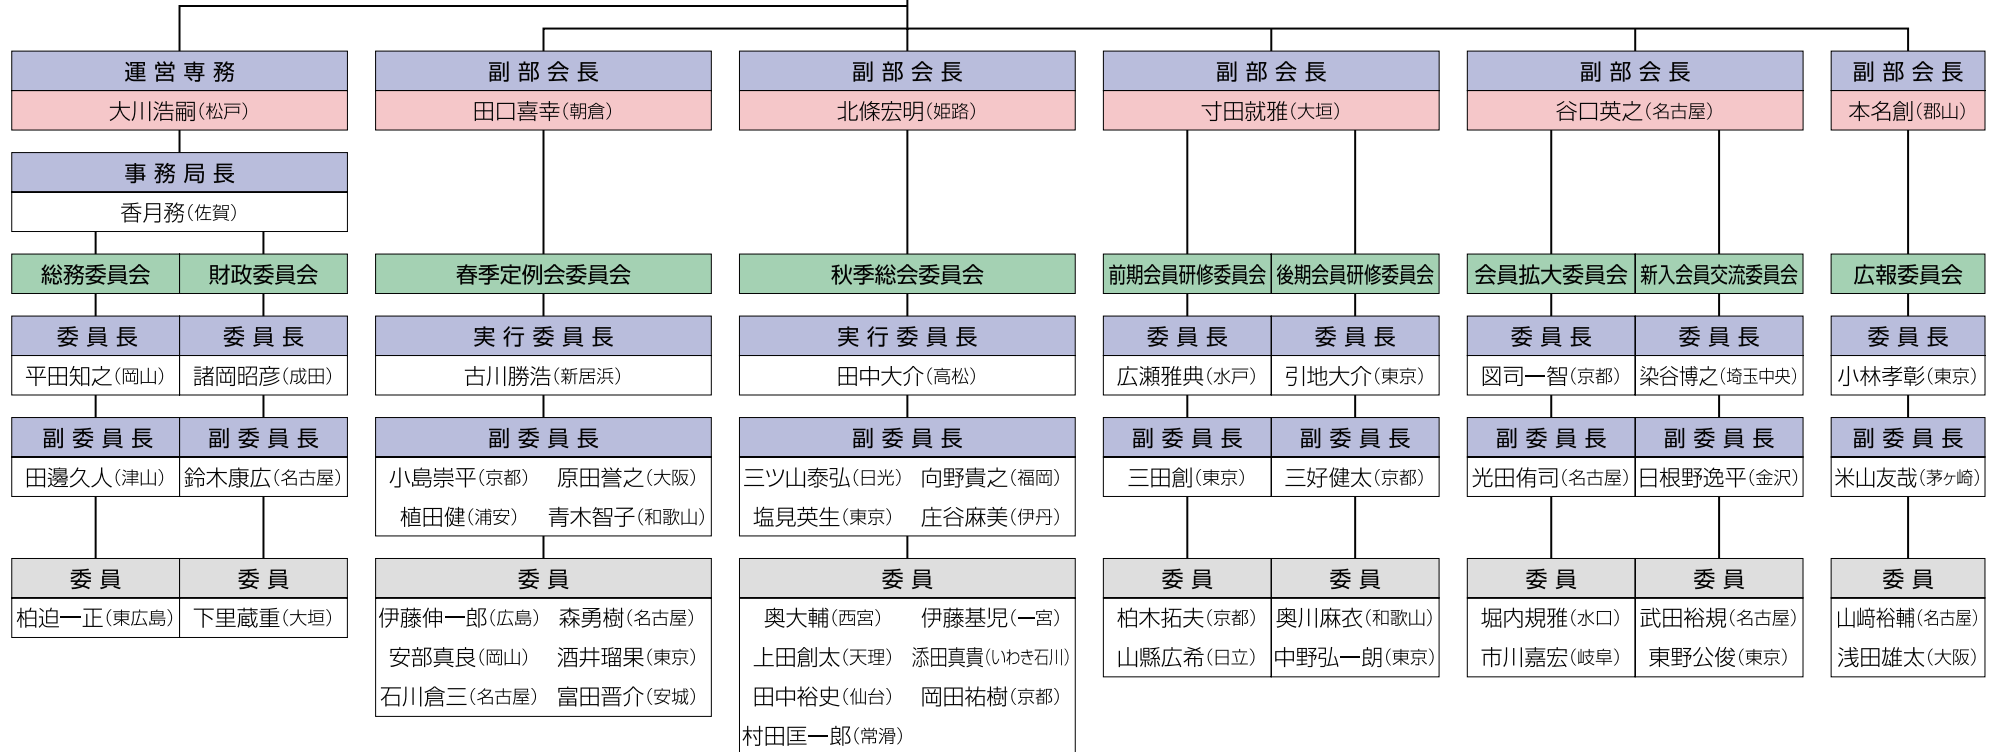 運営専務
大川浩嗣(松戸)
事務局長
香月務(佐賀)
総務委員会
委員長
平田知之(岡山)
副委員長
田邊久人(津山)
委員
柏迫一正(東広島)
財政委員会
委員長
諸岡昭彦(成田)
副委員長
鈴木康広(名古屋)
委員
下里蔵重(大垣)
副部会長
田口喜幸(朝倉)
春季定例会委員会
実行委員長
古川勝浩(新居浜)
副委員長
小島崇平(京都) 原田誉之(大阪)
植田健(浦安) 青木智子(和歌山)
委員
伊藤伸一郎(広島) 森勇樹(名古屋)
安部真良(岡山) 酒井瑠果(東京)
石川倉三(名古屋) 富田晋介(安城)
副部会長
北條宏明(姫路)
秋季総会委員会
実行委員長
田中大介(高松)
副委員長
三ツ山泰弘(日光) 向野貴之(福岡)
塩見英生(東京) 庄谷麻美(伊丹)
委員
奥大輔(西宮) 伊藤基児(一宮)
上田創太(天理) 添田真貴(いわき石川)
田中裕史(仙台) 岡田祐樹(京都)
村田匡一郎(常滑)
副部会長
寸田就雅(大垣)
前期会員研修委員会
委員長
広瀬雅典(水戸)
副委員長
三田創(東京)
委員
柏木拓夫(京都)
山縣広希(日立)
後期会員研修委員会
委員長
引地大介(東京)
副委員長
三好健太(京都)
委員
奥川麻衣(和歌山)
中野弘一朗(東京)
副部会長
谷口英之(名古屋)
会員拡大委員会
委員長
図司一智(京都)
副委員長
光田侑司(名古屋)
委員
堀内規雅(水口)
市川嘉宏(岐阜)
新入会員交流委員会
委員長
染谷博之(埼玉中央)
副委員長
日根野逸平(金沢)
委員
武田裕規(名古屋)
東野公俊(東京)
副部会長
本名創(郡山)
広報委員会
委員長
小林孝彰(東京)
副委員長
米山友哉(茅ヶ崎)
委員
山﨑裕輔(名古屋)
浅田雄太(大阪)